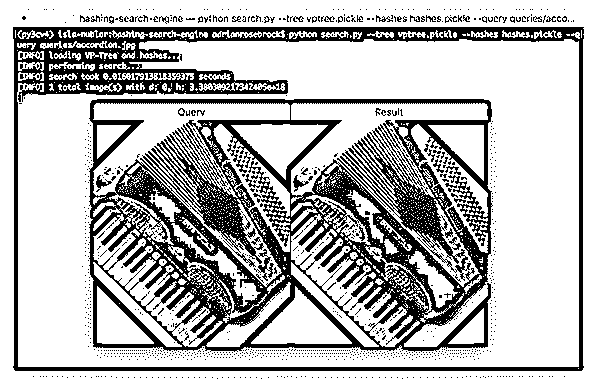 hashing-search-engine — python search.py --tree vptree.pickle --hashes hashes.pickle --query queries/acco...
(py3cv4) isla-nublar:hashing-search-engine adrianrosebrock$ python search.py --tree vptree.pickle --hashes hashes.pickle --q
uery queries/accordion.jpg
[INFO] loading VP-Tree and hashes...
[INFO] performing search...
[INFO] search took 0.016017913818359375 seconds
[INFO] 1 total image(s) with d: 0, h: 3.380309217342405e+18
Query Result